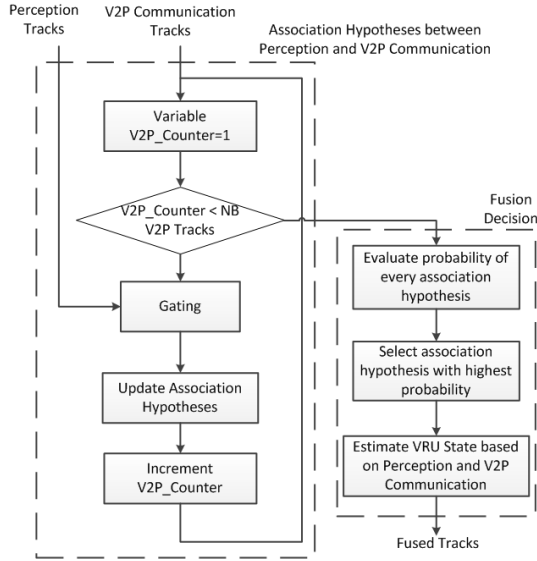 Perception
Tracks
V2P Communication
Tracks
Association Hypotheses between
Perception and V2P Communication
Variable
V2P_Counter=1
V2P_Counter < NB
V2P Tracks
Gating
Update Association
Hypotheses
Increment
V2P_Counter
Fusion
Decision
Evaluate probability of
every association
hypothesis
Select association
hypothesis with highest
probability
Estimate VRU State based
on Perception and V2P
Communication
Fused Tracks